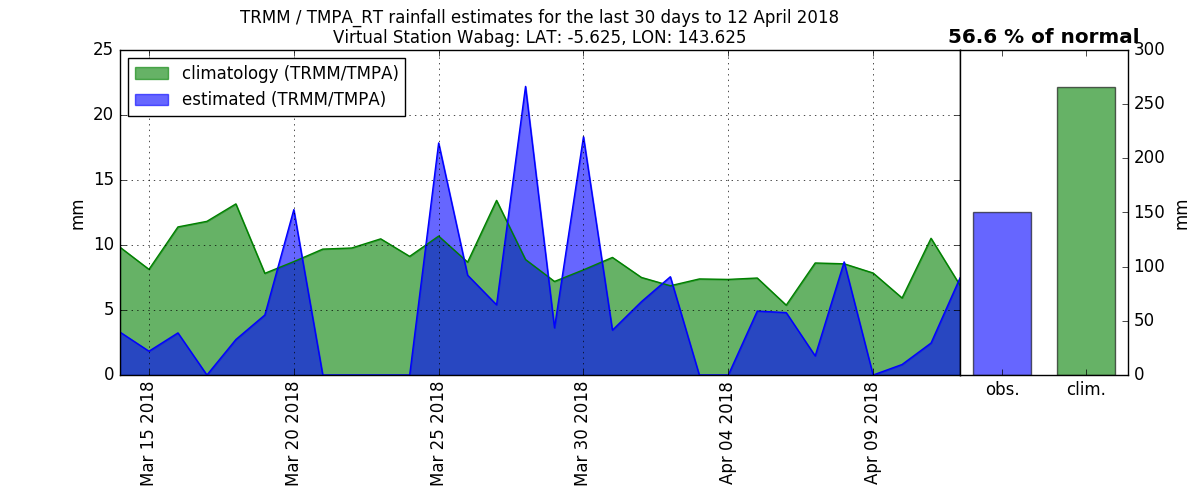 TRMM / TMPA_RT rainfall estimates for the last 30 days to 12 April 2018
Virtual Station Wabag: LAT: -5.625, LON: 143.625
56.6 % of normal
climatology (TRMM/TMPA)
estimated (TRMM/TMPA)
25
20
15
10
5
0
mm
Mar 15 2018
Mar 20 2018
Mar 25 2018
Mar 30 2018
Apr 04 2018
Apr 09 2018
300
250
200
150
100
50
0
mm
obs.
clim.